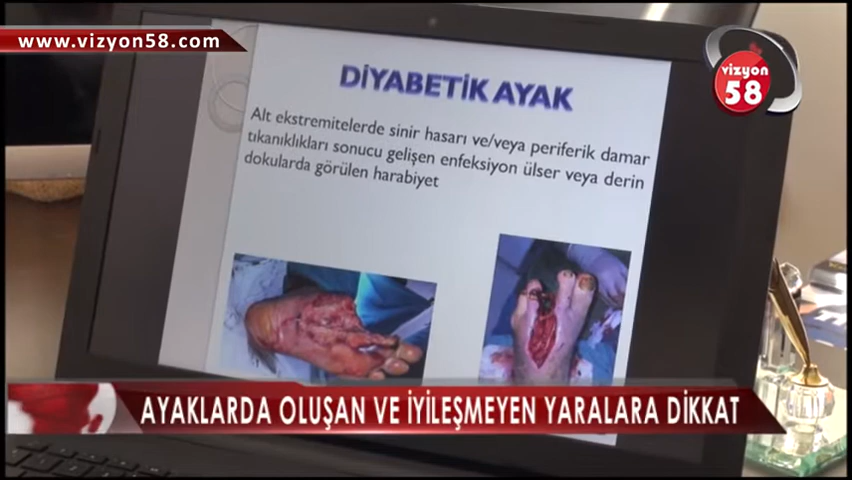 www.vizyon58.com
vizyon
58
DİYABETİK AYAK
Alt ekstremitelerde sinir hasarı ve/veya periferik damar
tıkanıklıkları sonucu gelişen enfeksiyon ülser veya derin
dokularda görülen harabiyet
AYAKLARDA OLUŞAN VE İYİLEŞMEYEN YARALARA DİKKAT